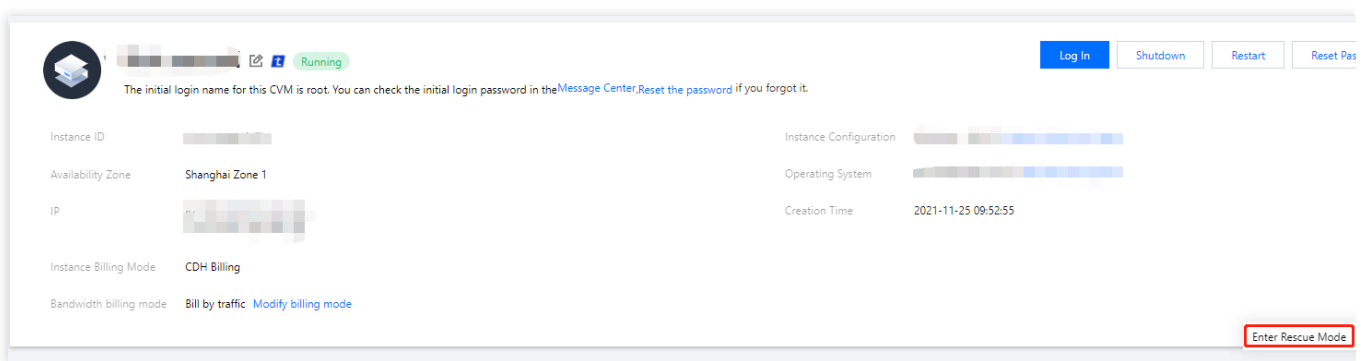 Running
Log In
Shutdown
Restart
Reset Pas
The initial login name for this CVM is root. You can check the initial login password in the Message Center.Reset the password if you forgot it.
Instance ID
Instance Configuration
Availability Zone Shanghai Zone 1
Operating System
IP
Creation Time 2021-11-25 09:52:55
Instance Billing Mode CDH Billing
Bandwidth billing mode Bill by traffic Modify billing mode
Enter Rescue Mode